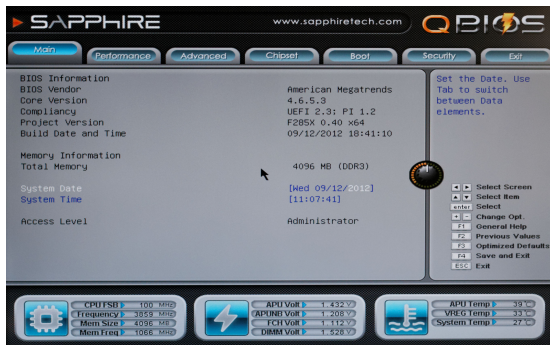 SAPPHIRE www.sapphiretech.com QBIOS
Main Performance Advanced Chipset Boot Security Exit
BIOS Information
BIOS Vendor American Megatrends
Core Version 4.6.5.3
Compliancy UEFI 2.3; PI 1.2
Project Version F285X 0.40 x64
Build Date and Time 09/12/2012 18:41:10
Memory Information
Total Memory 4096 MB (DDR3)
System Date [Wed 09/12/2012]
System Time [11:07:41]
Access Level Administrator
Set the Date. Use
Tab to switch
between Data
elements.
Select Screen
Select Item
enter Select
+ - Change Opt.
F1 General Help
F2 Previous Values
F3 Optimized Defaults
F4 Save and Exit
ESC Exit
CPU FSB 100 MHz
Frequency 3859 MHz
Mem Size 4096 MB
Mem Freq 1066 MHz
APU Volt 1.432 V
APUNB Volt 1.208 V
FCH Volt 1.112 V
DIMM Volt 1.528 V
APU Temp 39 °C
VREG Temp 33 °C
System Temp 27 °C